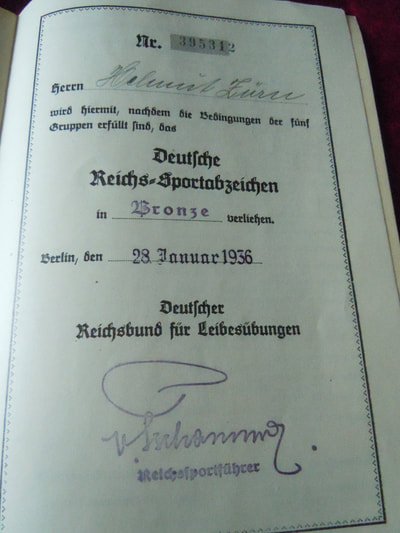 Nr. 395312
Herrn Helmut Zürn
wird hiermit, nachdem die Bedingungen der fünf
Gruppen erfüllt sind, das
Deutsche
Reichs-Sportabzeichen
in Bronze verliehen.
Berlin, den 28. Januar 1936
Deutscher
Reichsbund für Leibesübungen
v. Tschammer
Reichssportführer